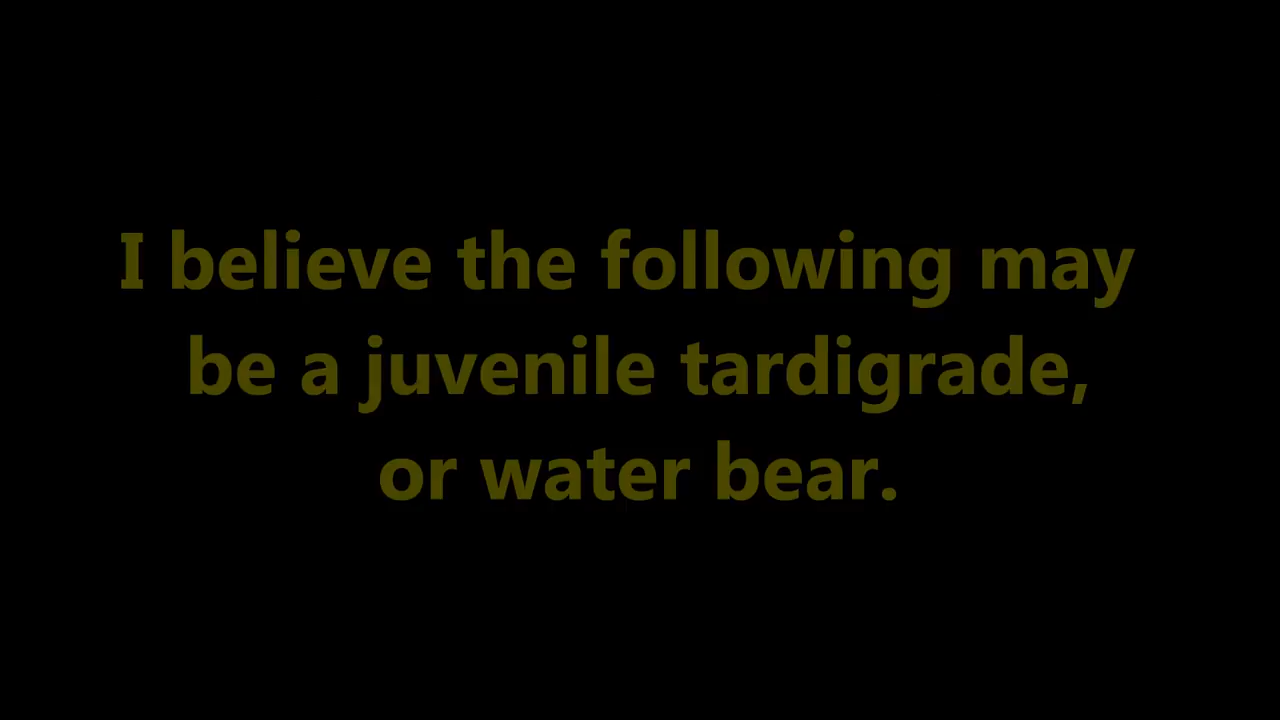 I believe the following may
be a juvenile tardigrade,
or water bear.